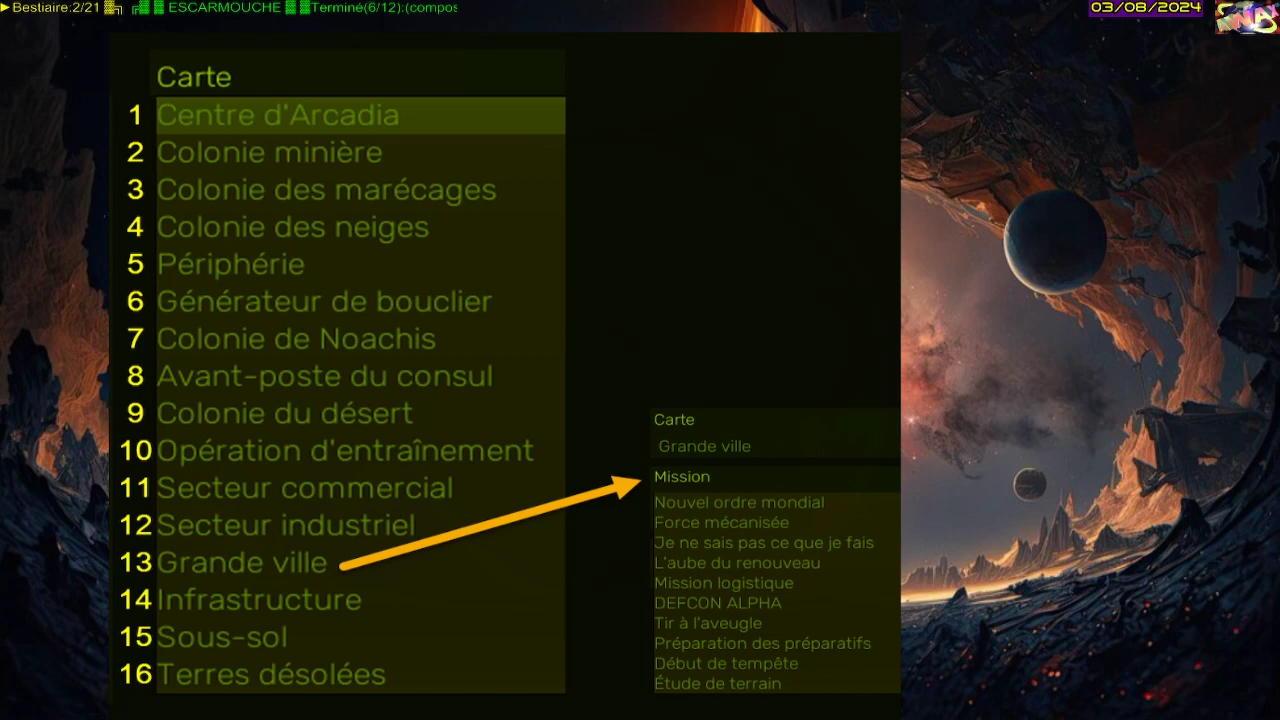 Bestiaire:2/21 ESCARMOUCHE Terminé(6/12):(compos
03/08/2024
Carte
1 Centre d'Arcadia
2 Colonie minière
3 Colonie des marécages
4 Colonie des neiges
5 Périphérie
6 Générateur de bouclier
7 Colonie de Noachis
8 Avant-poste du consul
9 Colonie du désert
10 Opération d'entraînement
11 Secteur commercial
12 Secteur industriel
13 Grande ville
14 Infrastructure
15 Sous-sol
16 Terres désolées
Carte
Grande ville
Mission
Nouvel ordre mondial
Force mécanisée
Je ne sais pas ce que je fais
L'aube du renouveau
Mission logistique
DEFCON ALPHA
Tir à l'aveugle
Préparation des préparatifs
Début de tempête
Étude de terrain